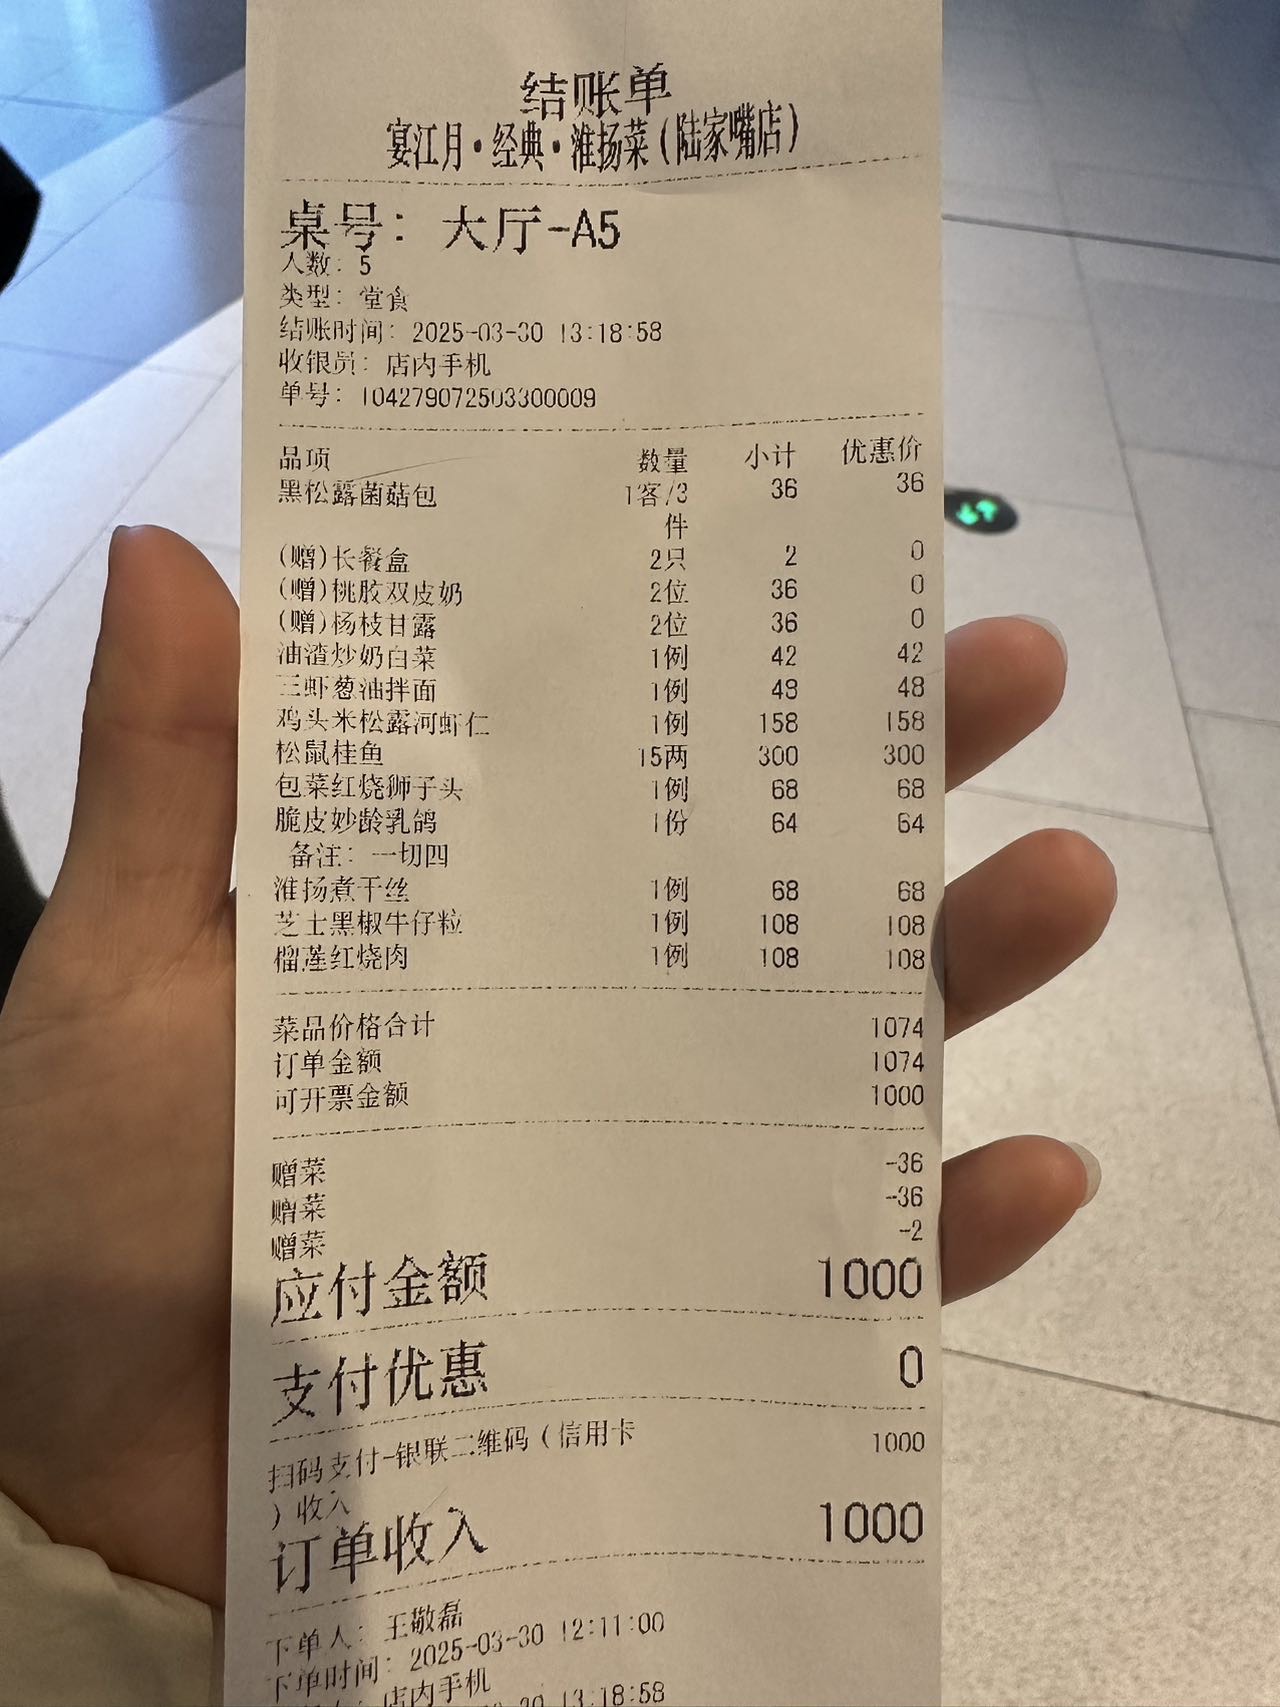 结账单
宴江月·经典·淮扬菜(陆家嘴店)
桌号: 大厅-A5
人数: 5
类型: 堂食
结账时间: 2025-03-30 13:18:58
收银员: 店内手机
单号: 104279072503300009
品项 数量 小计 优惠价
黑松露菌菇包 1客/3件 36 36
(赠)长餐盒 2只 2 0
(赠)桃胶双皮奶 2位 36 0
(赠)杨枝甘露 2位 36 0
油渣炒奶白菜 1例 42 42
三虾葱油拌面 1例 48 48
鸡头米松露河虾仁 1例 158 158
松鼠桂鱼 15两 300 300
包菜红烧狮子头 1例 68 68
脆皮妙龄乳鸽 1份 64 64
备注: 一切四
淮扬煮干丝 1例 68 68
芝士黑椒牛仔粒 1例 108 108
榴莲红烧肉 1例 108 108
菜品价格合计 1074
订单金额 1074
可开票金额 1000
赠菜 -36
赠菜 -36
赠菜 -2
应付金额 1000
支付优惠 0
扫码支付-银联二维码(信用卡 1000
)收入
订单收入 1000
下单人: 王敬磊
下单时间: 2025-03-30 12:11:00
店内手机
30 13:18:58